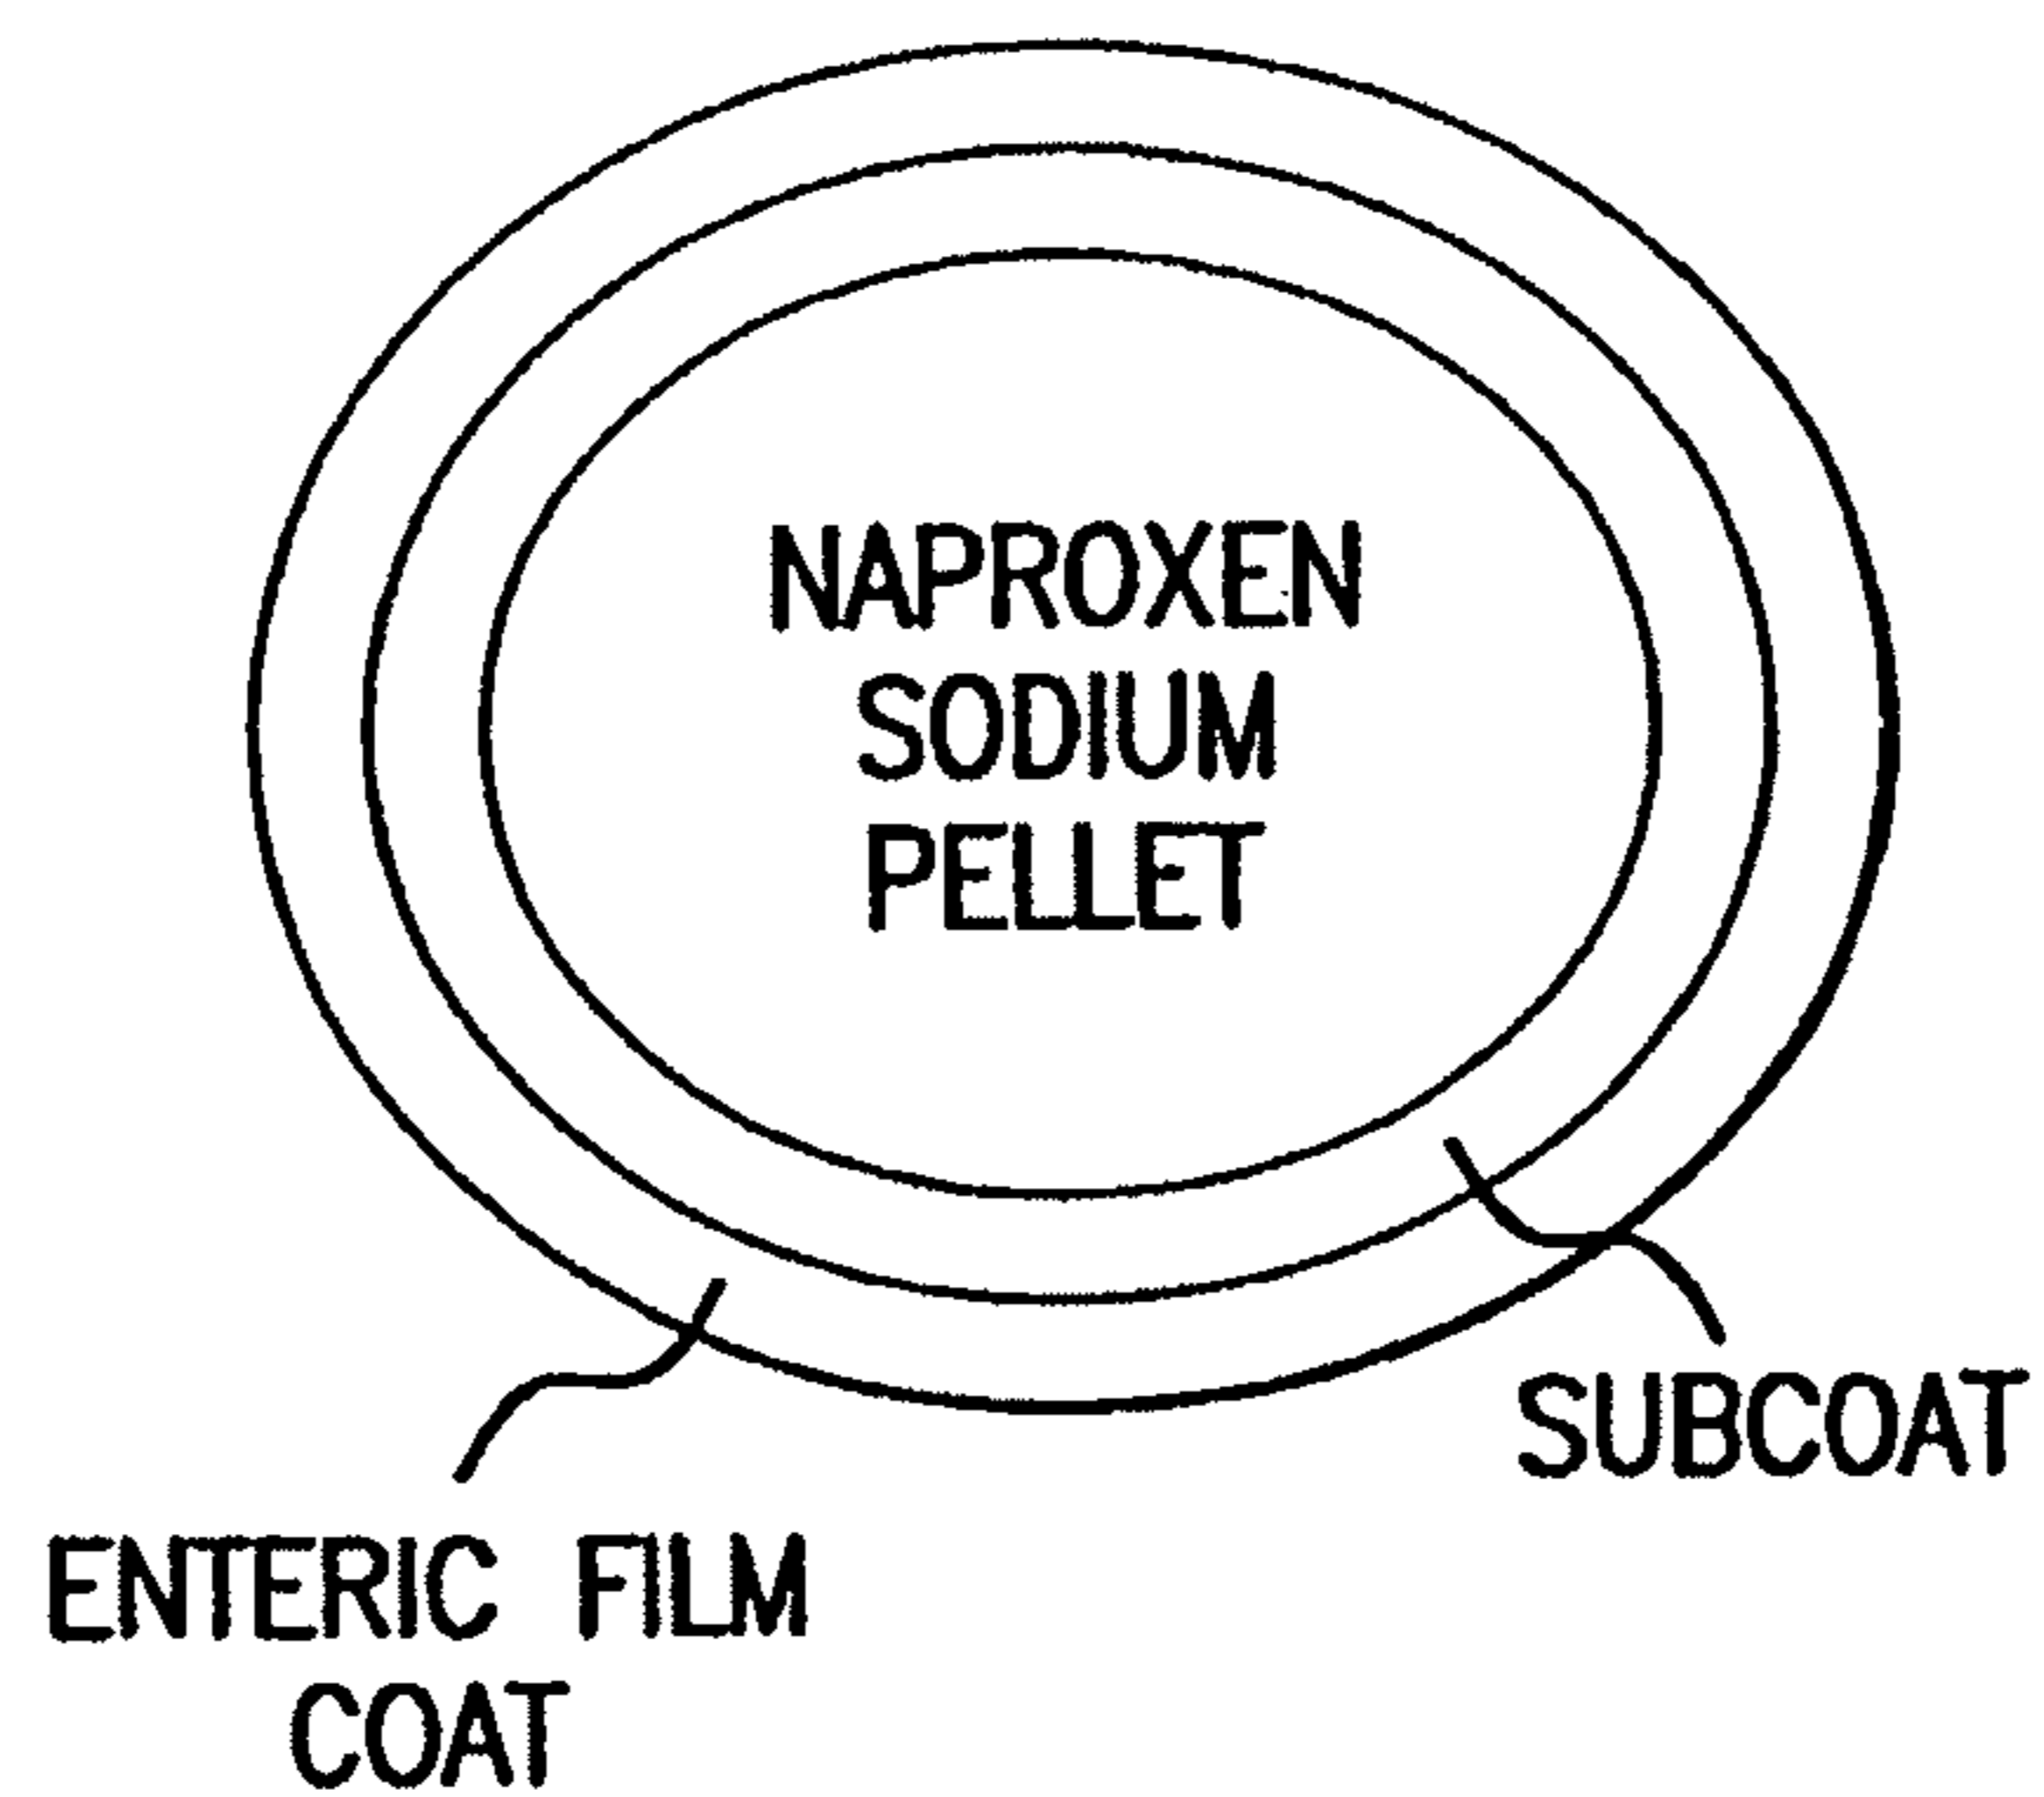 NAPROXEN
SODIUM
PELLET
SUBCOAT
ENTERIC FILM
COAT